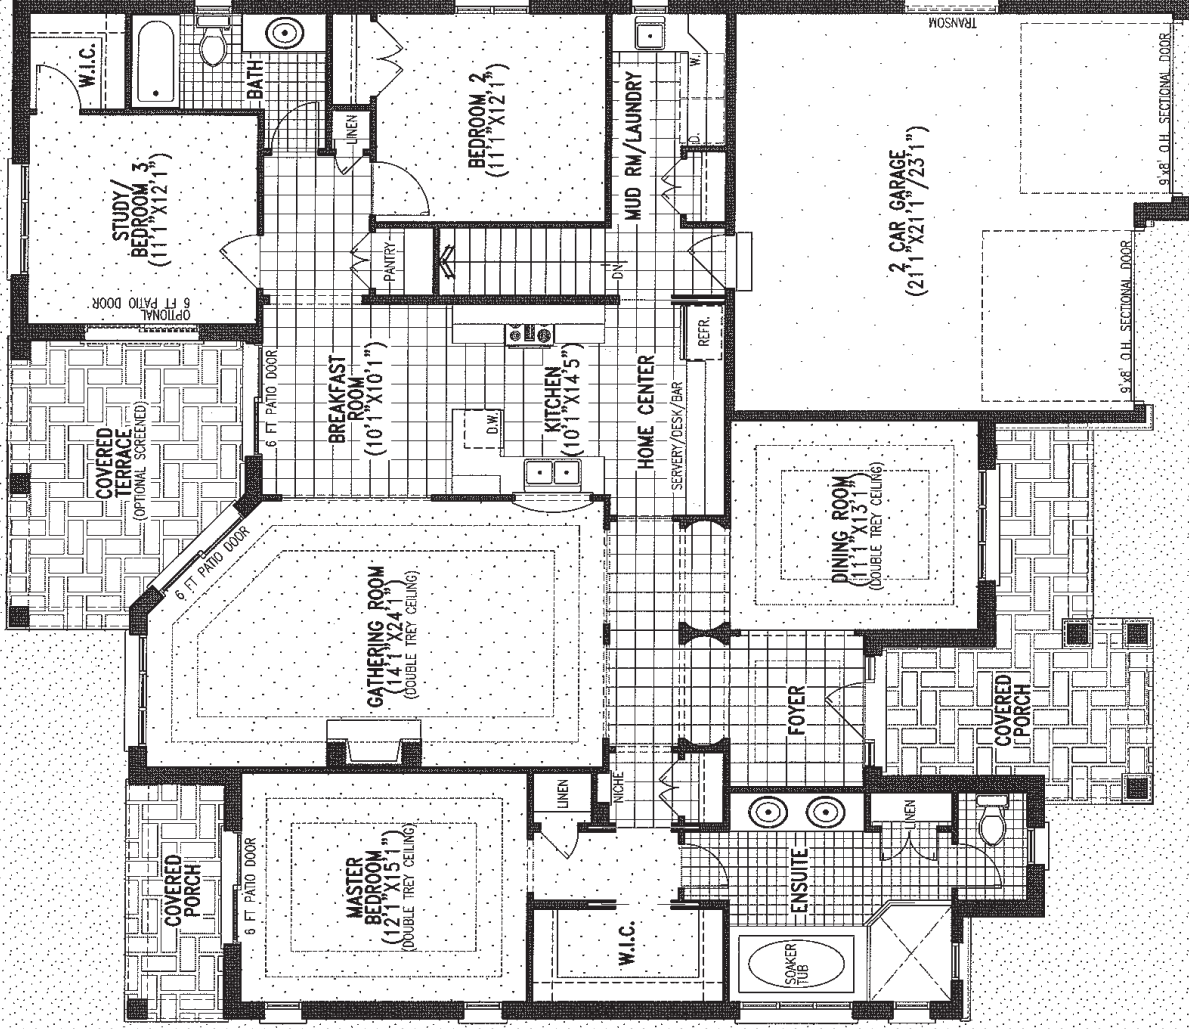 W.I.C.
BATH
LINEN
BEDROOM 2
(11'1"X12'1")
MUD RM/LAUNDRY
W.
D.
TRANSOM
9'x8' O.H. SECTIONAL DOOR
STUDY/
BEDROOM 3
(11'1"X12'1")
OPTIONAL
6 FT PATIO DOOR
PANTRY
DN
2 CAR GARAGE
(21'1"X21'1"/23'1")
9'x8' O.H. SECTIONAL DOOR
COVERED
TERRACE
(OPTIONAL SCREENED)
6 FT PATIO DOOR
BREAKFAST
ROOM
(10'1"X10'1")
D.W.
KITCHEN
(10'1"X14'5")
HOME CENTER
REFR.
SERVERY/DESK/BAR
6 FT PATIO DOOR
GATHERING ROOM
(14'1"X24'1")
(DOUBLE TREY CEILING)
DINING ROOM
(11'1"X13'1")
(DOUBLE TREY CEILING)
FOYER
COVERED
PORCH
COVERED
PORCH
6 FT PATIO DOOR
MASTER
BEDROOM
(12'1"X15'1")
(DOUBLE TREY CEILING)
LINEN
NICHE
W.I.C.
ENSUITE
LINEN
SOAKER
TUB